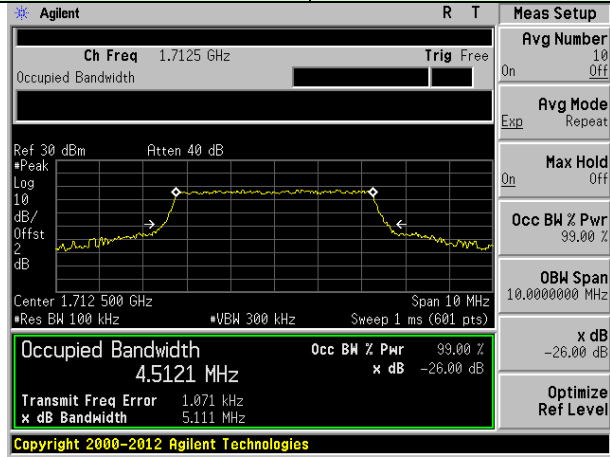 Agilent R T
Ch Freq 1.7125 GHz Trig Free
Occupied Bandwidth
Ref 30 dBm Atten 40 dB
#Peak
Log
10
dB/
Offst
2
dB
Center 1.712 500 GHz Span 10 MHz
#Res BW 100 kHz #VBW 300 kHz Sweep 1 ms (601 pts)
Occupied Bandwidth Occ BW % Pwr 99.00 %
4.5121 MHz x dB -26.00 dB
Transmit Freq Error 1.071 kHz
x dB Bandwidth 5.111 MHz
Copyright 2000-2012 Agilent Technologies
Meas Setup
Avg Number
10
On Off
Avg Mode
Exp Repeat
Max Hold
On Off
Occ BW % Pwr
99.00 %
OBW Span
10.0000000 MHz
x dB
-26.00 dB
Optimize
Ref Level